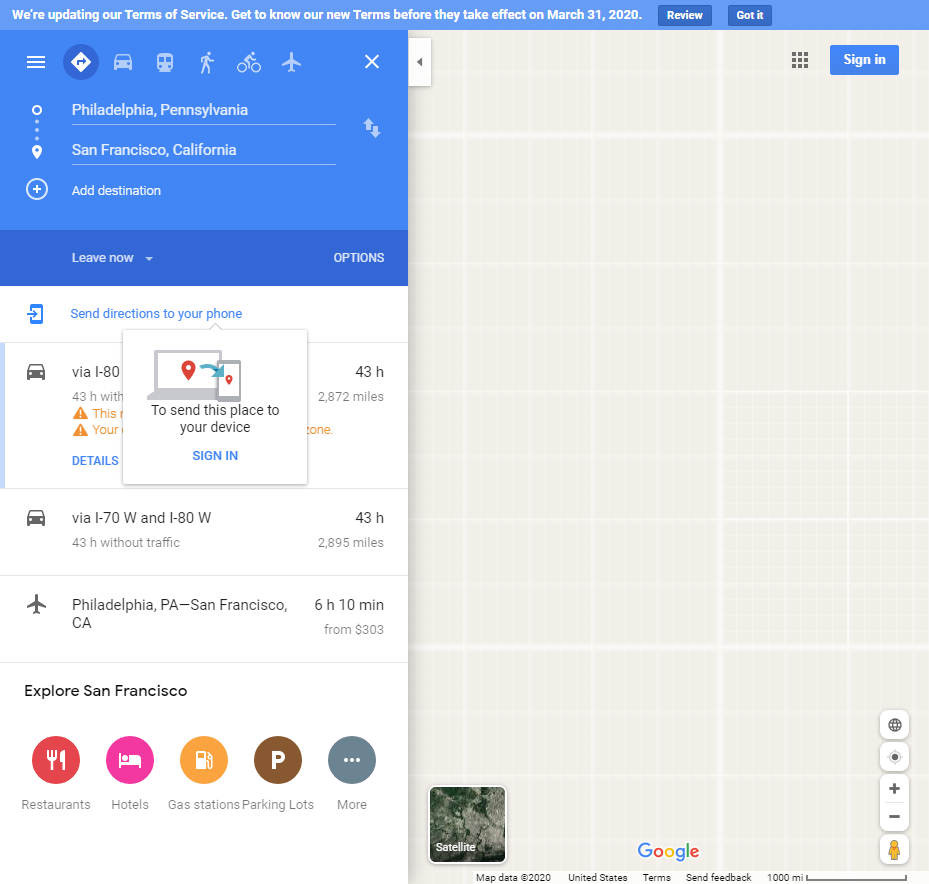 We're updating our Terms of Service. Get to know our new Terms before they take effect on March 31, 2020. Review Got it
Sign in
Philadelphia, Pennsylvania
San Francisco, California
Add destination
Leave now OPTIONS
Send directions to your phone
via I-80 43 h
43 h with 2,872 miles
This
Your zone.
DETAILS
To send this place to
your device
SIGN IN
via I-70 W and I-80 W 43 h
43 h without traffic 2,895 miles
Philadelphia, PA—San Francisco, 6 h 10 min
CA
from $303
Explore San Francisco
Restaurants Hotels Gas stations Parking Lots More
P
Satellite
Google
Map data ©2020 United States Terms Send feedback 1000 mi